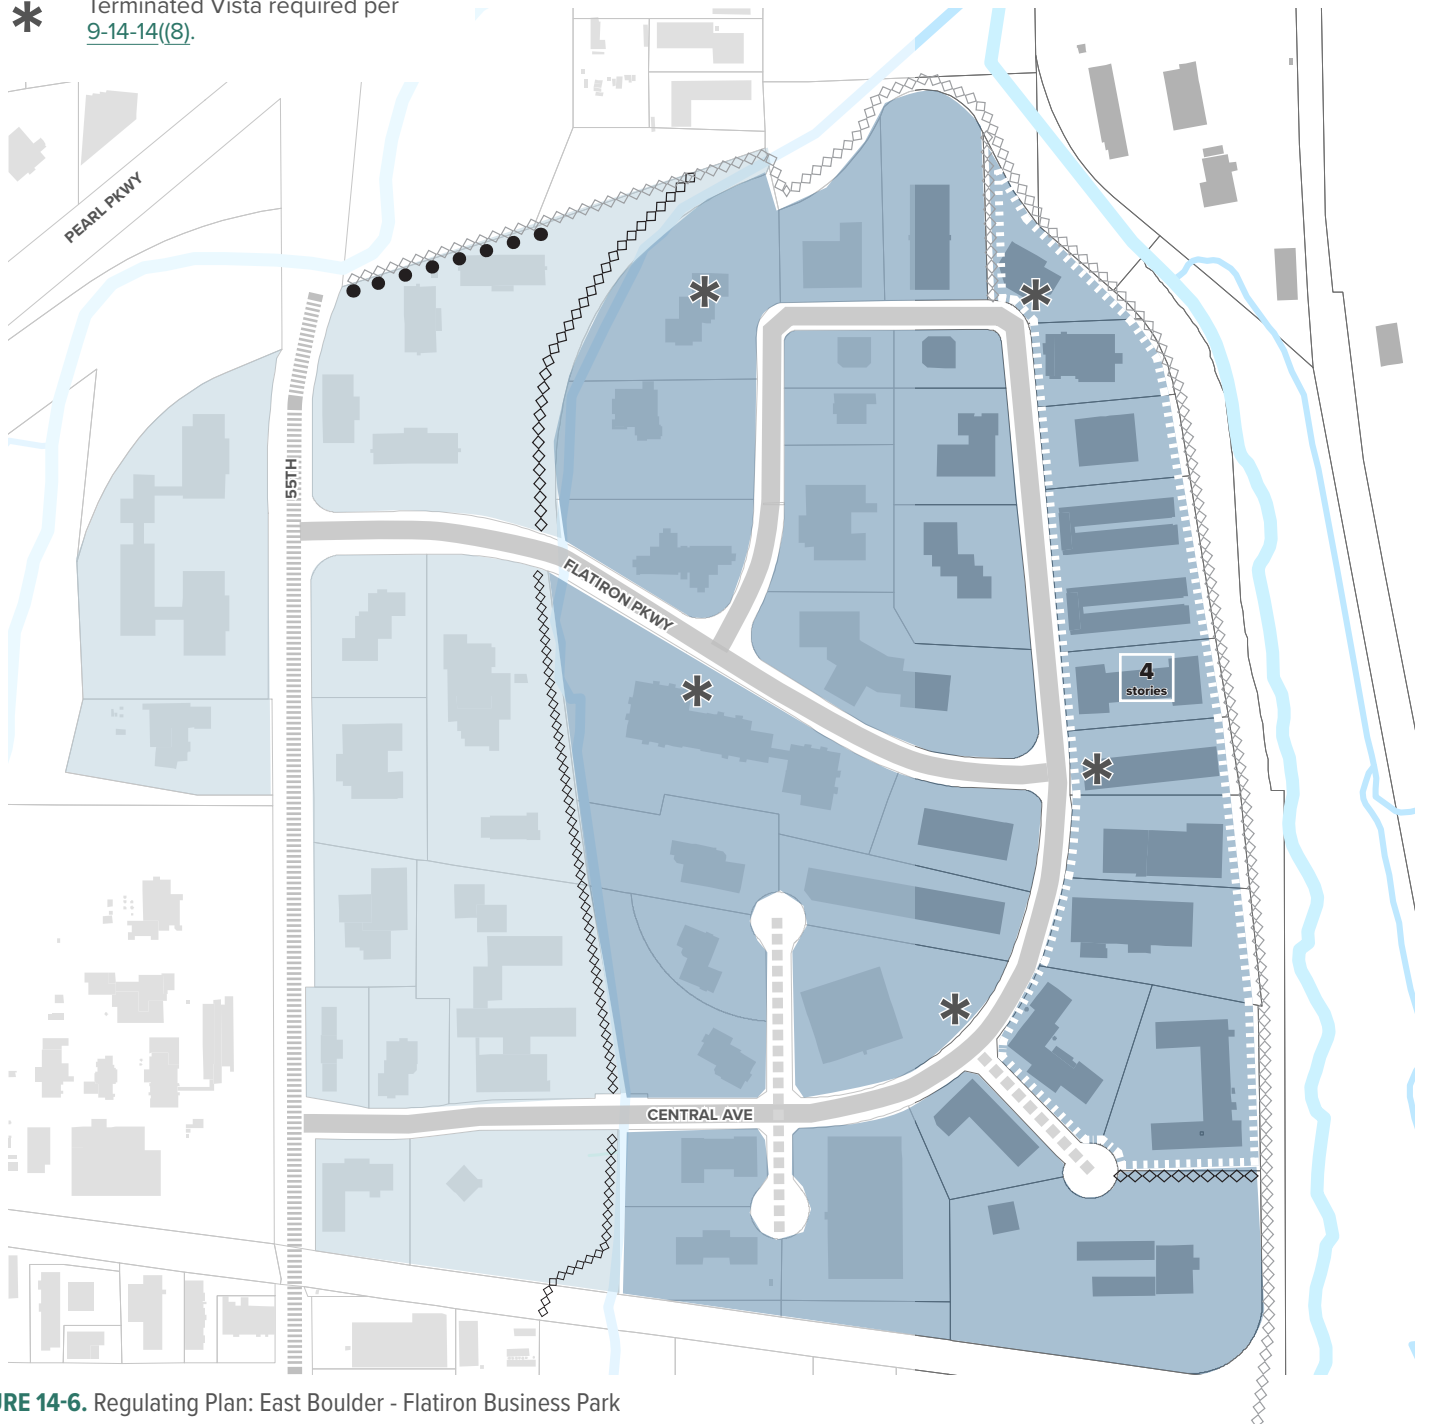 Terminated Vista required per
9-14-14((8).
PEARL PKWY
55TH
FLATIRON PKWY
4
stories
CENTRAL AVE
URE 14-6. Regulating Plan: East Boulder - Flatiron Business Park